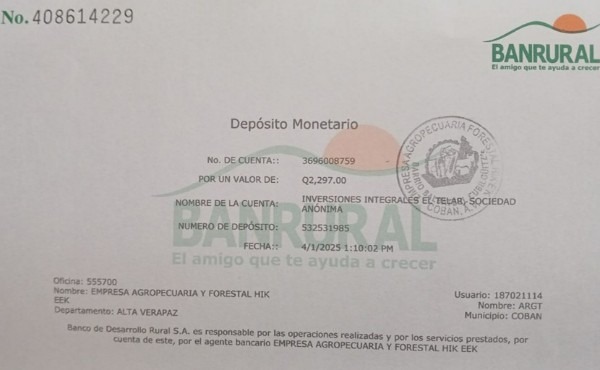 No. 408614229
BANRURAL
El amigo que te ayuda a crecer
Depósito Monetario
No. DE CUENTA:: 3696008759
POR UN VALOR DE: Q2,297.00
NOMBRE DE LA CUENTA: INVERSIONES INTEGRALES EL TELAR, SOCIEDAD
ANÓNIMA
NUMERO DE DEPÓSITO: 532531985
FECHA:: 4/1/2025 1:10:02 PM
EMPRESA AGROPECUARIA FORESTAL
COBAN, A.
BANRURAL
El amigo que te ayuda a crecer
Oficina: 555700
Nombre: EMPRESA AGROPECUARIA Y FORESTAL HIK
EEK
Departamento: ALTA VERAPAZ
Usuario: 187021114
Nombre: ARGT
Municipio: COBAN
Banco de Desarrollo Rural S.A. es responsable por las operaciones realizadas y por los servicios prestados, por
cuenta de este, por el agente bancario EMPRESA AGROPECUARIA Y FORESTAL HIK EEK